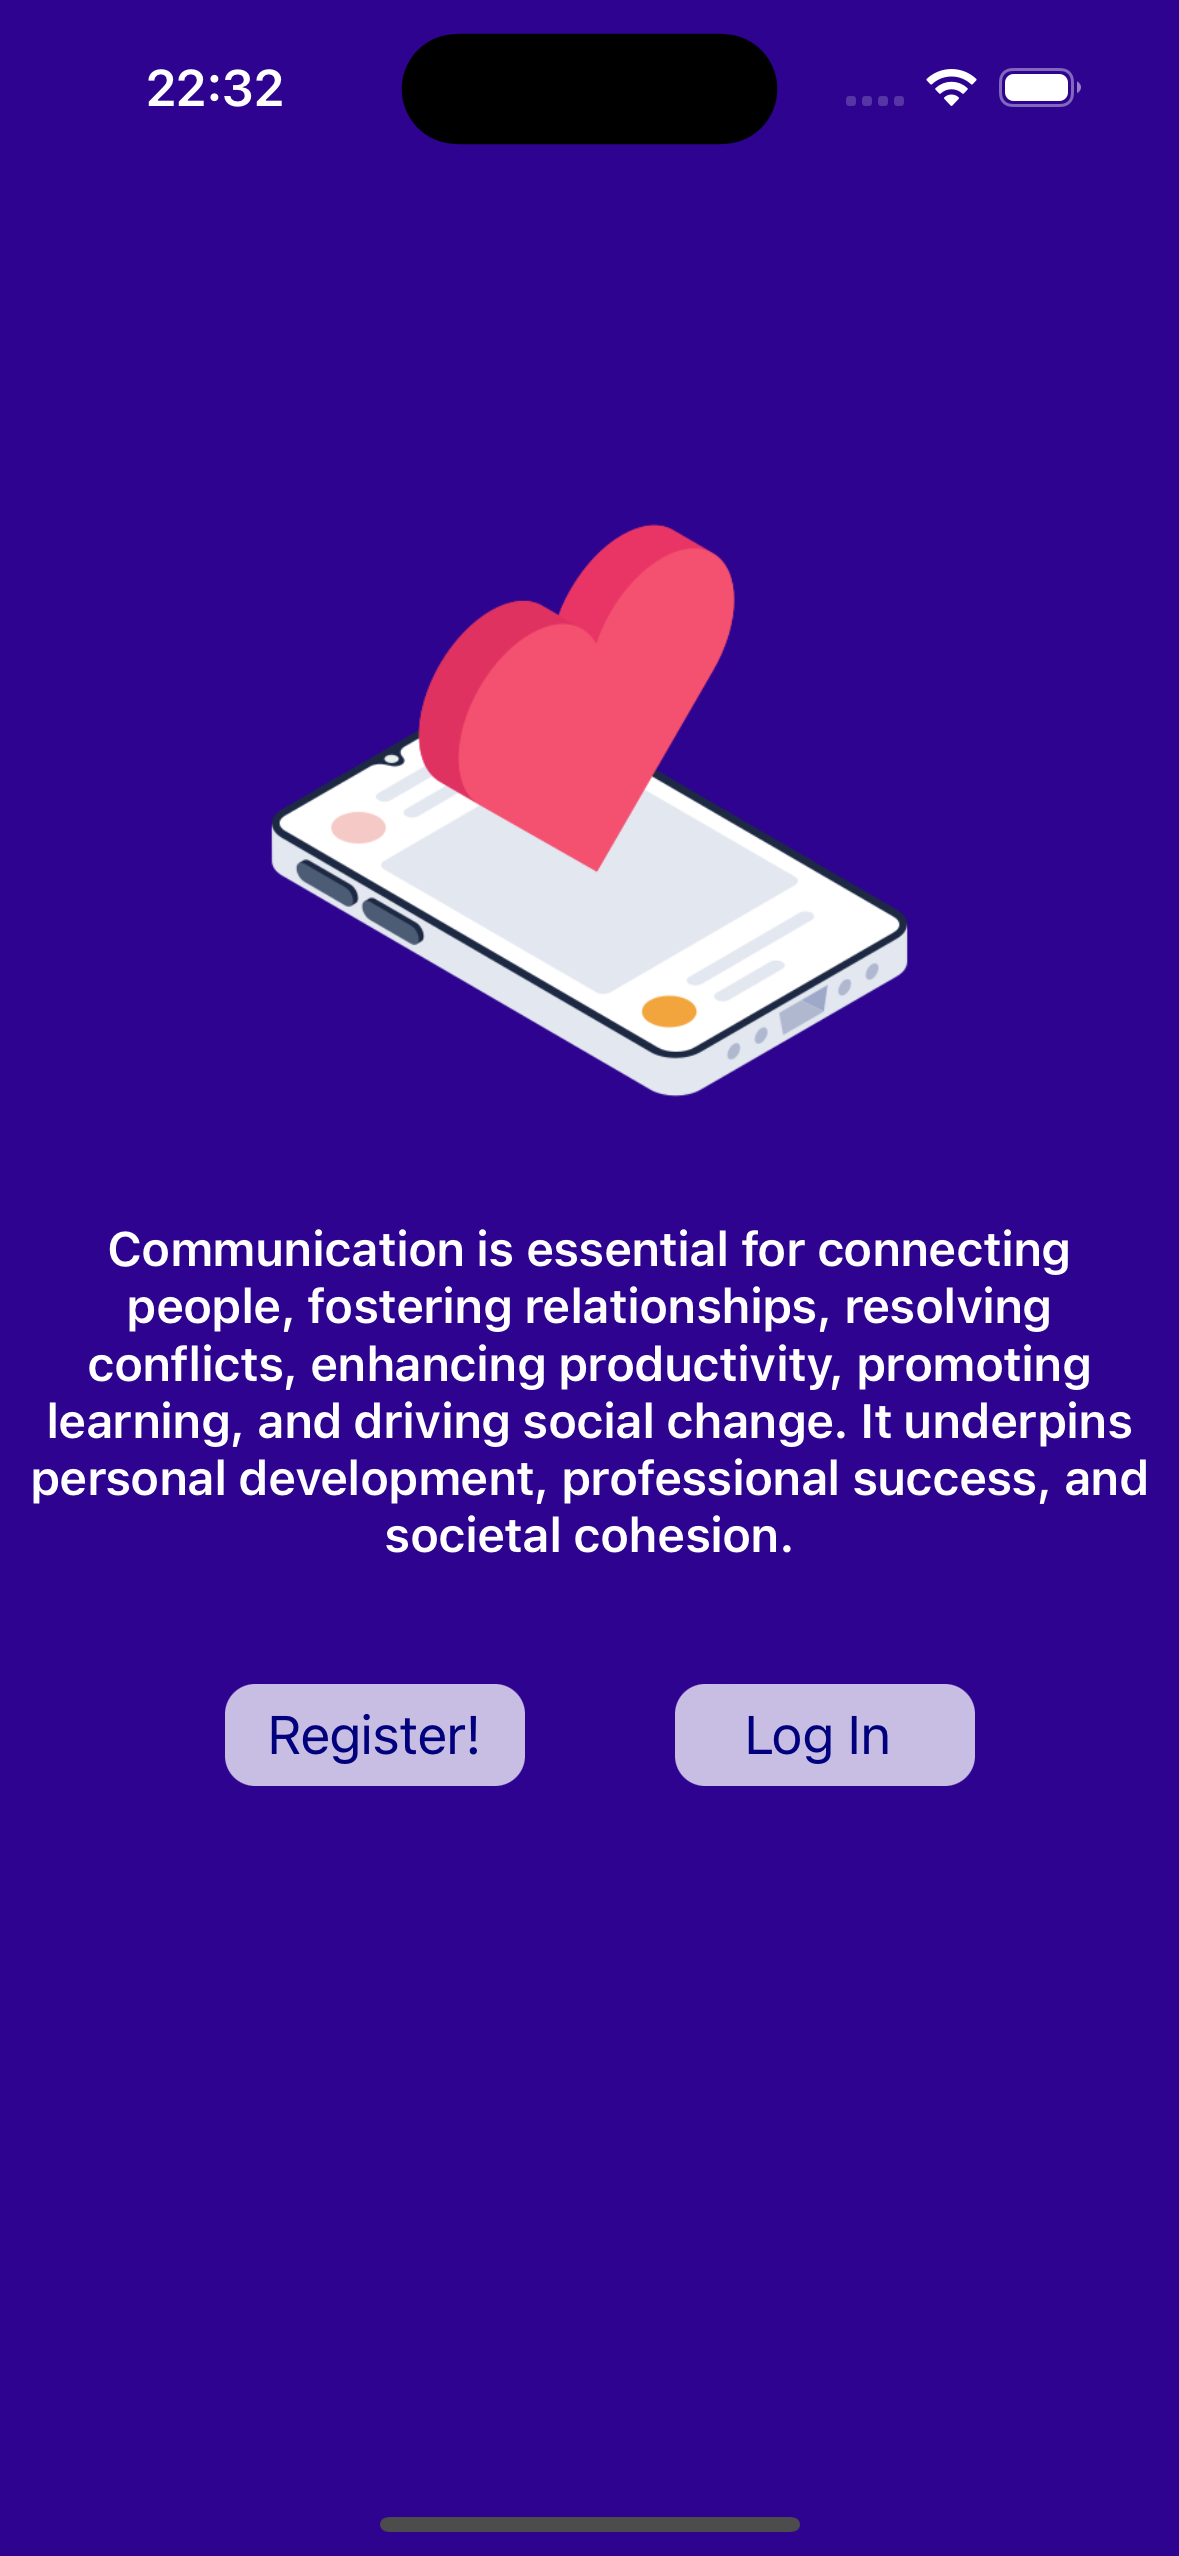 22:32
Communication is essential for connecting
people, fostering relationships, resolving
conflicts, enhancing productivity, promoting
learning, and driving social change. It underpins
personal development, professional success, and
societal cohesion.
Register!
Log In